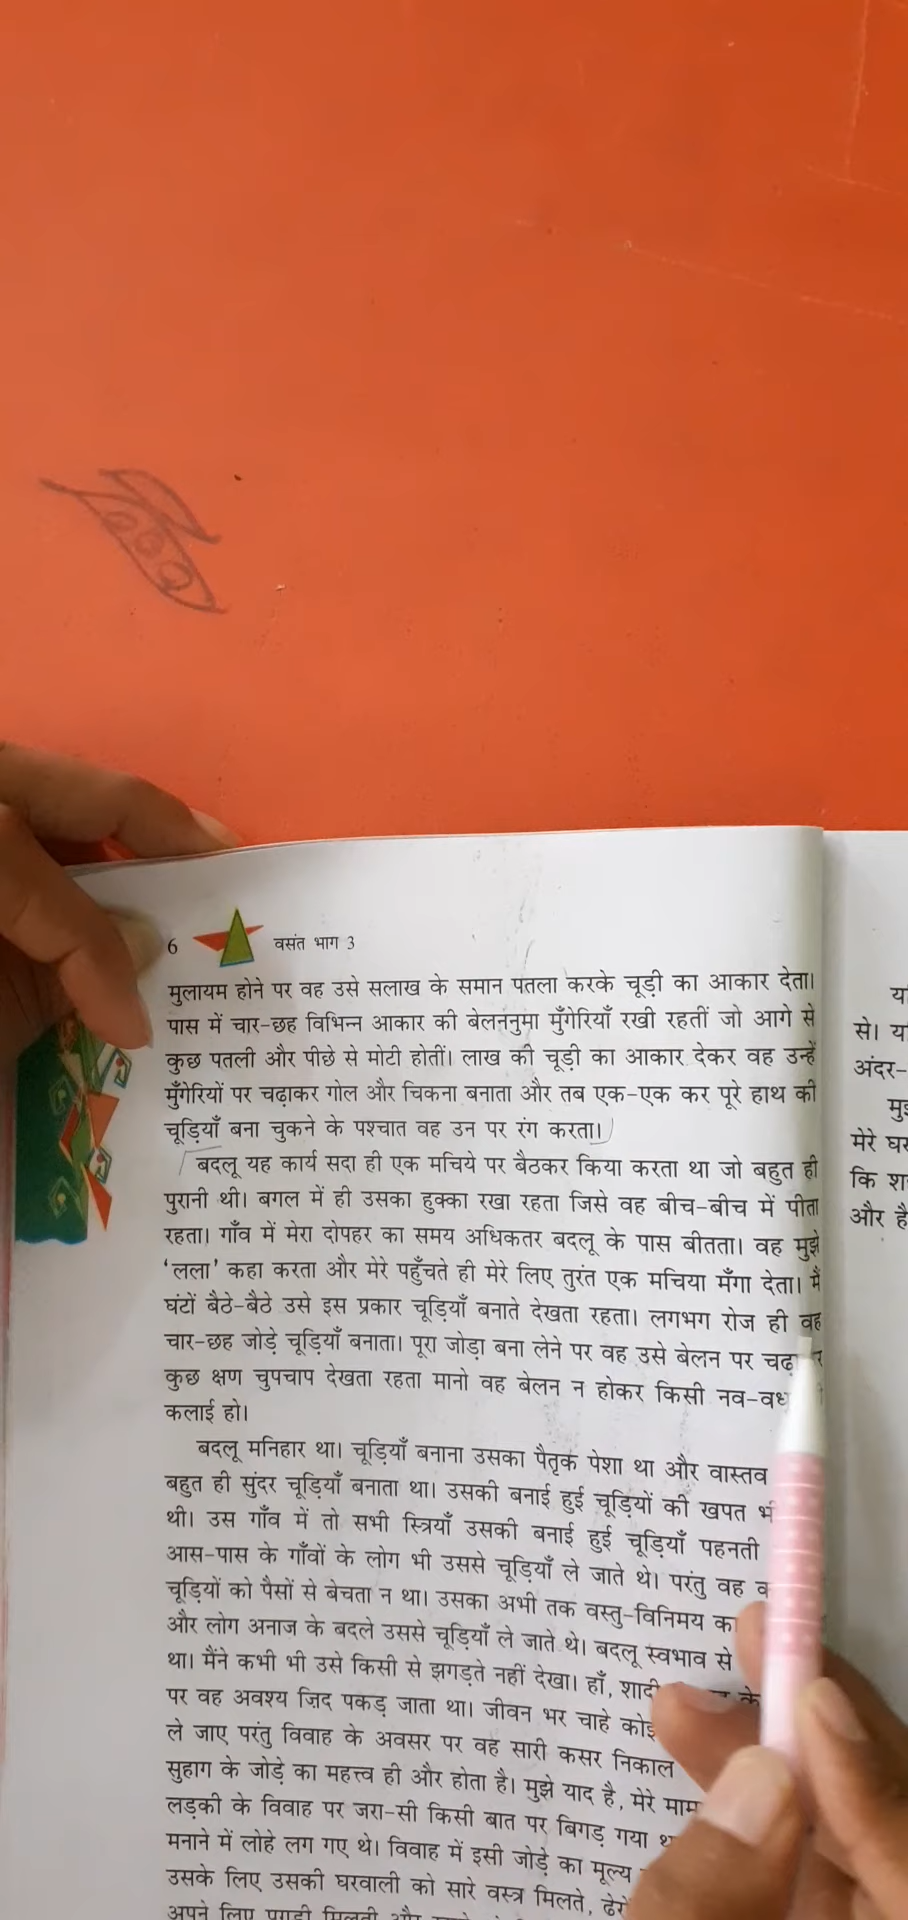 6 वसंत भाग 3
मुलायम होने पर वह उसे सलाख के समान पतला करके चूड़ी का आकार देता।
पास में चार-छह विभिन्न आकार की बेलननुमा मुँगेरियाँ रखी रहतीं जो आगे से
कुछ पतली और पीछे से मोटी होतीं। लाख की चूड़ी का आकार देकर वह उन्हें
मुँगेरियों पर चढ़ाकर गोल और चिकना बनाता और तब एक-एक कर पूरे हाथ की
चूड़ियाँ बना चुकने के पश्चात वह उन पर रंग करता।
बदलू यह कार्य सदा ही एक मचिये पर बैठकर किया करता था जो बहुत ही
पुरानी थी। बगल में ही उसका हुक्का रखा रहता जिसे वह बीच-बीच में पीता
रहता। गाँव में मेरा दोपहर का समय अधिकतर बदलू के पास बीतता। वह मुझे
‘लला’ कहा करता और मेरे पहुँचते ही मेरे लिए तुरंत एक मचिया मँगा देता। मैं
घंटों बैठे-बैठे उसे इस प्रकार चूड़ियाँ बनाते देखता रहता। लगभग रोज ही वह
चार-छह जोड़े चूड़ियाँ बनाता। पूरा जोड़ा बना लेने पर वह उसे बेलन पर
कुछ क्षण चुपचाप देखता रहता मानो वह बेलन न होकर किसी
कलाई हो।
बदलू मनिहार था। चूड़ियाँ बनाना उसका पैतृक पेशा था और वास्तव
बहुत ही सुंदर चूड़ियाँ बनाता था। उसकी बनाई हुई चूड़ियों की खपत
थी। उस गाँव में तो सभी स्त्रियाँ उसकी बनाई हुई चूड़ियाँ पहनती
आस-पास के गाँवों के लोग भी उससे चूड़ियाँ ले जाते थे। परंतु वह
चूड़ियों को पैसों से बेचता न था। उसका अभी तक वस्तु-विनिमय का
और लोग अनाज के बदले उससे चूड़ियाँ ले जाते थे। बदलू स्वभाव से
था। मैंने कभी भी उसे किसी से झगड़ते नहीं देखा। हाँ, शादी के
पर वह अवश्य ज़िद पकड़ जाता था। जीवन भर चाहे कोई
ले जाए परंतु विवाह के अवसर पर वह सारी कसर निकाल
सुहाग के जोड़े का महत्त्व ही और होता है। मुझे याद है, मेरे
लड़की के विवाह पर जरा-सी किसी बात पर बिगड़ गया
मनाने में लोहे लग गए थे। विवाह में इसी जोड़े का मूल्य
उसके लिए उसकी घरवाली को सारे वस्त्र मिलते,
अपने लिए पगड़ी मिलती और
से।
अंदर-
मेरे
कि
और